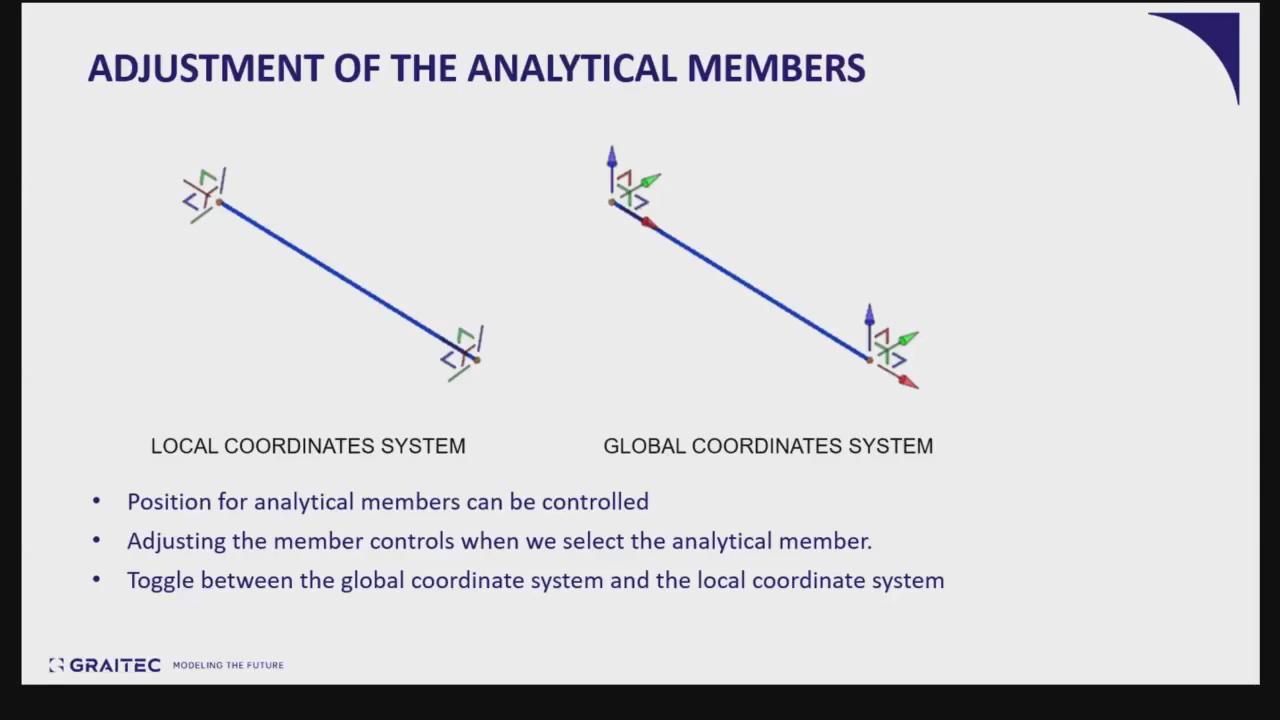 ADJUSTMENT OF THE ANALYTICAL MEMBERS
LOCAL COORDINATES SYSTEM
GLOBAL COORDINATES SYSTEM
• Position for analytical members can be controlled
• Adjusting the member controls when we select the analytical member.
• Toggle between the global coordinate system and the local coordinate system
GRAITEC MODELING THE FUTURE